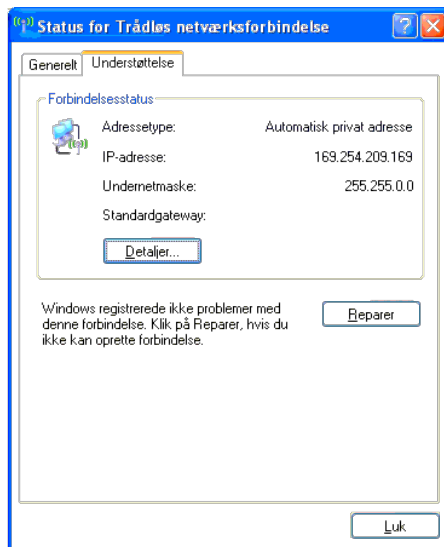 Status for Trådløs netværksforbindelse
Generelt
Understøttelse
Forbindelsesstatus
Adressetype: Automatisk privat adresse
IP-adresse: 169.254.209.169
Undernetmaske: 255.255.0.0
Standardgateway:
Detaljer...
Windows registrerede ikke problemer med
denne forbindelse. Klik på Reparer, hvis du
ikke kan oprette forbindelse.
Reparer
Luk